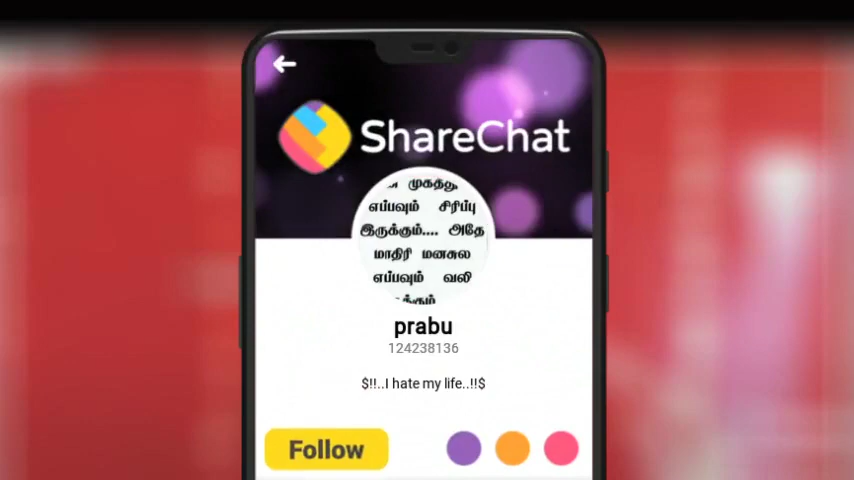 ShareChat
முகத்து
எப்பவும் சிரிப்பு
இருக்கும்.... அதே
மாதிரி மனசுல
எப்பவும் வலி
prabu
124238136
$!!..I hate my life..!!$
Follow